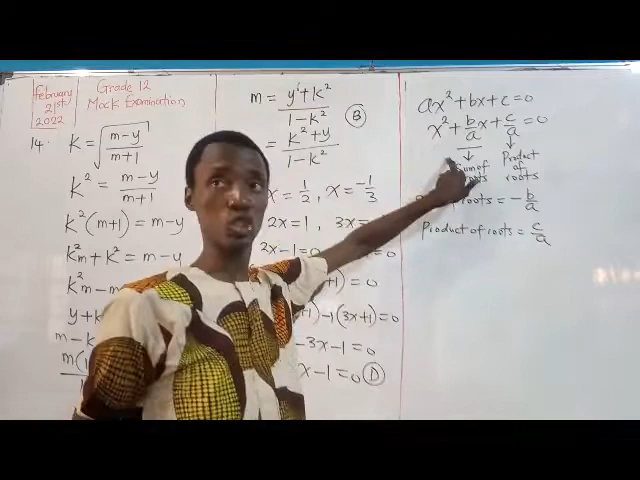 february
21st
2022
Grade 12
Mock Examination
14. K = √(m-y/m+1)
K² = m-y/m+1
K²(m+1) = m-y
K²m + K² = m-y
K²m - m
y+k
m-k
m(
m = y+k²/1-k²
(B)
= k²+y/1-k²
x = 1/2, x = -1/3
2x=1, 3x=
2x-1=0
+1) = 0
)-1(3x+1)=0
-3x-1=0
x-1=0 (D)
ax²+bx+c=0
x²+b/a x+c/a=0
Sum of
Product
of
roots
roots = -b/a
Product of roots = c/a